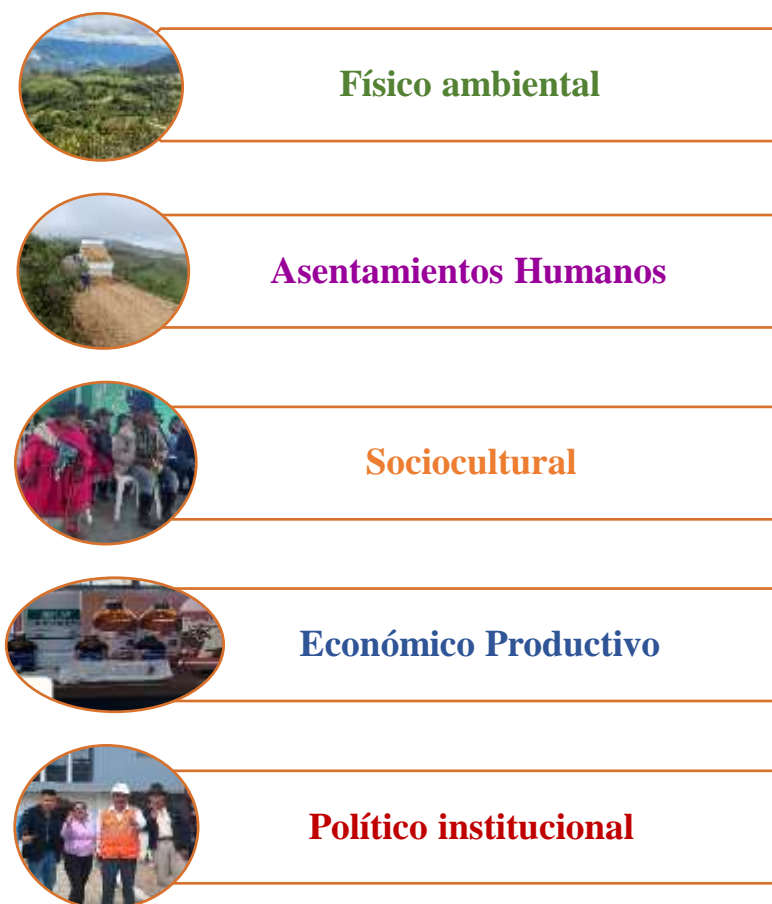 Físico ambiental
Asentamientos Humanos
Sociocultural
Económico Productivo
Político institucional